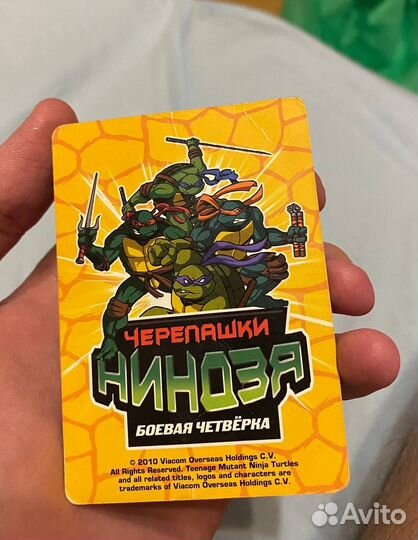 ЧЕРЕПАШКИ
НИНДЗЯ
БОЕВАЯ ЧЕТВЁРКА
© 2010 Viacom Overseas Holdings C.V.
All Rights Reserved, Teenage Mutant Ninja Turtles
and all related titles, logos and characters are
trademarks of Viacom Overseas Holdings C.V.
Avito